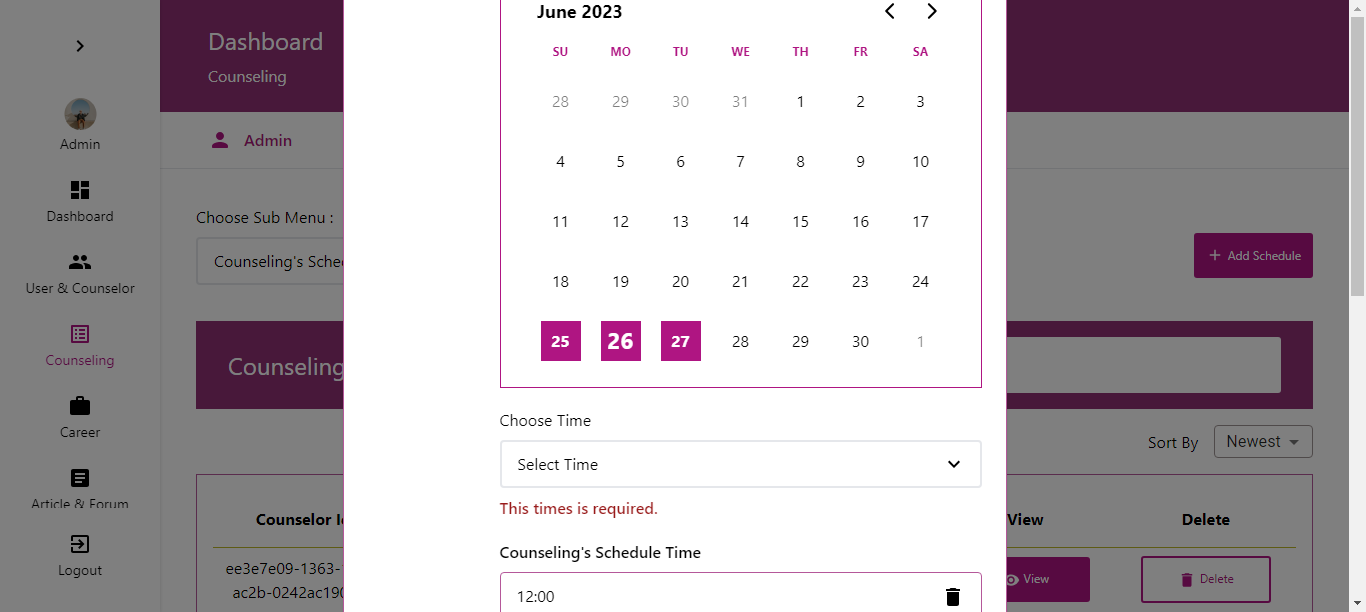 Admin
Dashboard
User & Counselor
Counseling
Career
Article & Forum
Logout
Dashboard
Counseling
Admin
Choose Sub Menu :
Counseling's Sche
Add Schedule
Counseling
Sort By
Newest
Counselor I
View
Delete
ee3e7e09-1363-
ac2b-0242ac190
View
Delete
June 2023
SU MO TU WE TH FR SA
28 29 30 31 1 2 3
4 5 6 7 8 9 10
11 12 13 14 15 16 17
18 19 20 21 22 23 24
25 26 27 28 29 30 1
Choose Time
Select Time
This times is required.
Counseling's Schedule Time
12:00